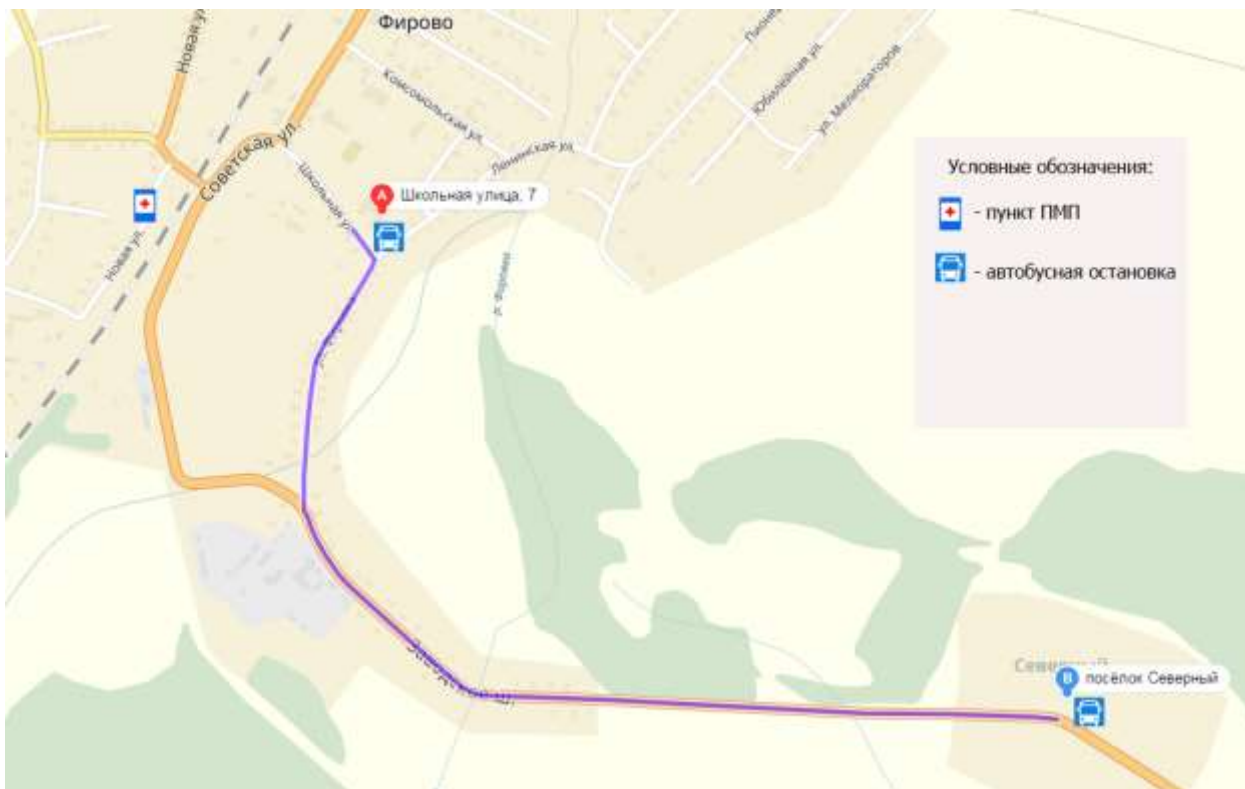 Фирово
Новая ул
Комсомольская ул.
Юбилейная ул.
ул. Мелиораторов
Ленинская ул
Советская ул.
Школьная ул
А
Школьная улица, 7
Новая ул.
Условные обозначения:
- пункт ПМП
- автобусная остановка
B
посёлок Северный